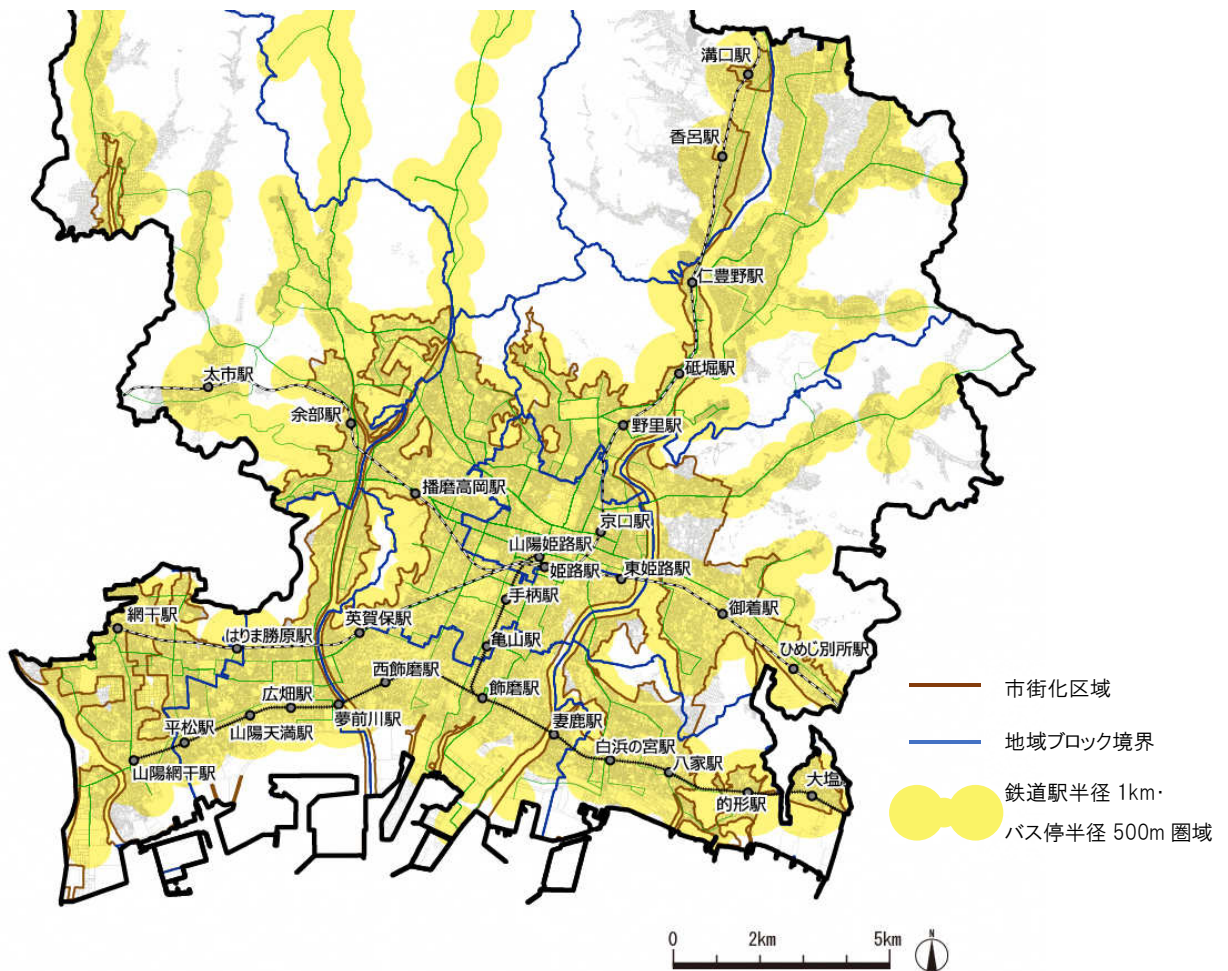 溝口駅
香呂駅
仁豊野駅
砥堀駅
太市駅
余部駅
野里駅
播磨高岡駅
京口駅
山陽姫路駅
姫路駅
東姫路駅
手柄駅
御着駅
網干駅
はりま勝原駅
英賀保駅
亀山駅
ひめじ別所駅
西飾磨駅
飾磨駅
広畑駅
夢前川駅
平松駅
山陽天満駅
妻鹿駅
白浜の宮駅
八家駅
山陽網干駅
的形駅
大塩
市街化区域
地域ブロック境界
鉄道駅半径 1km・
バス停半径 500m 圏域
0 2km 5km
N